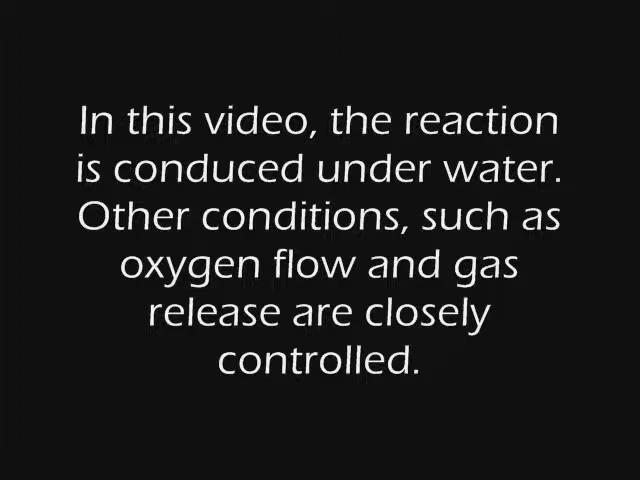 In this video, the reaction
is conduced under water.
Other conditions, such as
oxygen flow and gas
release are closely
controlled.